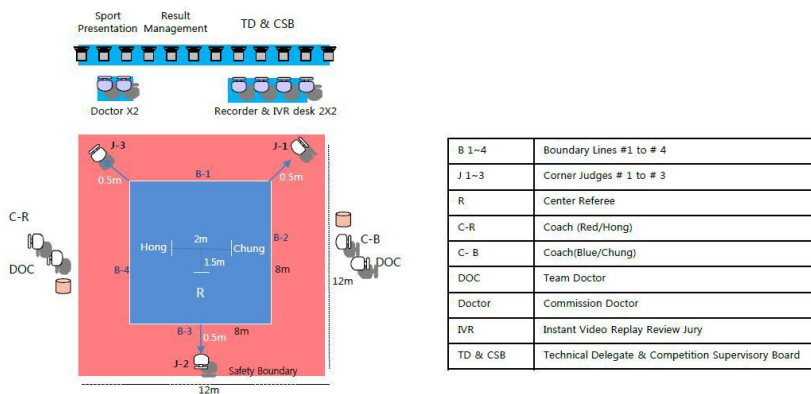 Sport
Presentation
Result
Management
TD & CSB
Doctor X2
Recorder & IVR desk 2X2
J-3
J-1
0.5m
B-1
0.5m
C-R
DOC
Hong
2m
Chung
B-2
C-B
DOC
B-4
1.5m
8m
12m
R
B-3
8m
0.5m
J-2
Safety Boundary
12m
B 1~4 Boundary Lines #1 to # 4
J 1~3 Corner Judges # 1 to # 3
R Center Referee
C-R Coach (Red/Hong)
C- B Coach(Blue/Chung)
DOC Team Doctor
Doctor Commission Doctor
IVR Instant Video Replay Review Jury
TD & CSB Technical Delegate & Competition Supervisory Board